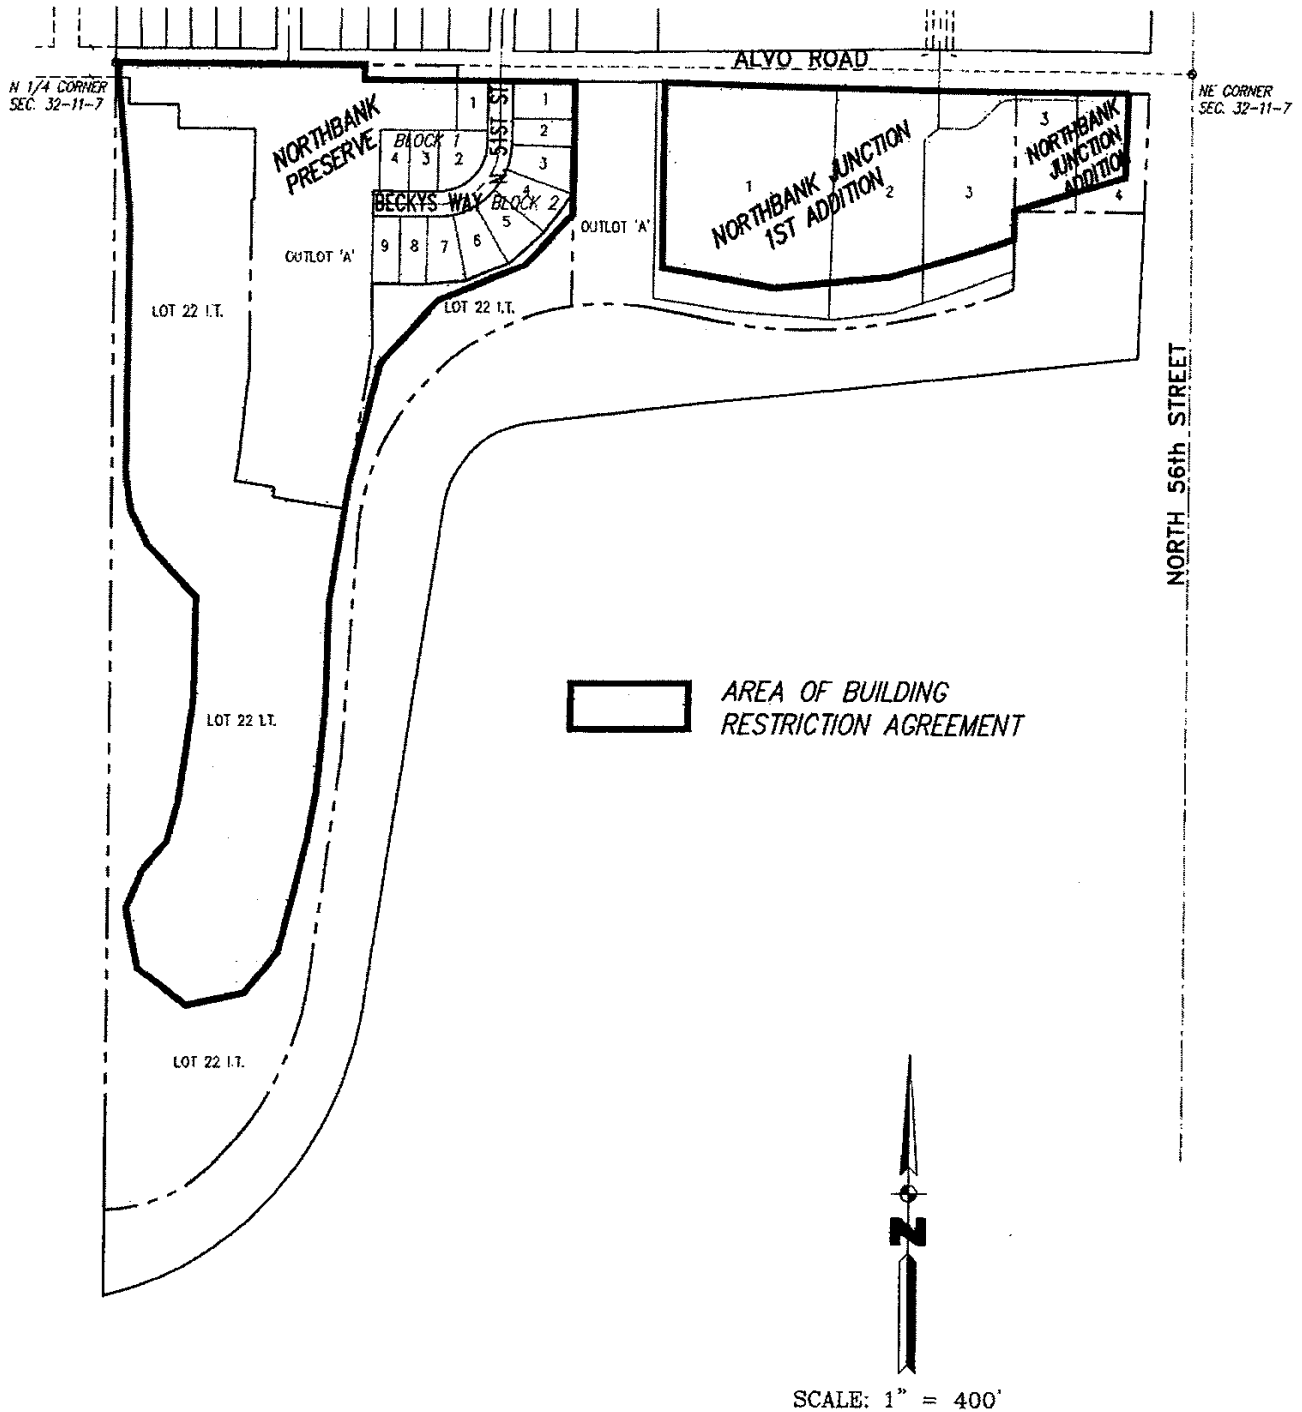 ALVO ROAD
N 1/4 CORNER
SEC. 32-11-7
NE CORNER
SEC. 32-11-7
NORTHBANK
PRESERVE
1
BLOCK 1
4
3
2
N. 51ST ST
1
2
3
4
BECKYS WAY
BLOCK 2
5
6
7
8
9
OUTLOT 'A'
OUTLOT 'A'
NORTHBANK JUNCTION
1ST ADDITION
1
2
3
3
NORTHBANK
JUNCTION
ADDITION
4
LOT 22 I.T.
LOT 22 I.T.
NORTH 56th STREET
LOT 22 I.T.
AREA OF BUILDING
RESTRICTION AGREEMENT
LOT 22 I.T.
N
SCALE: 1" = 400'